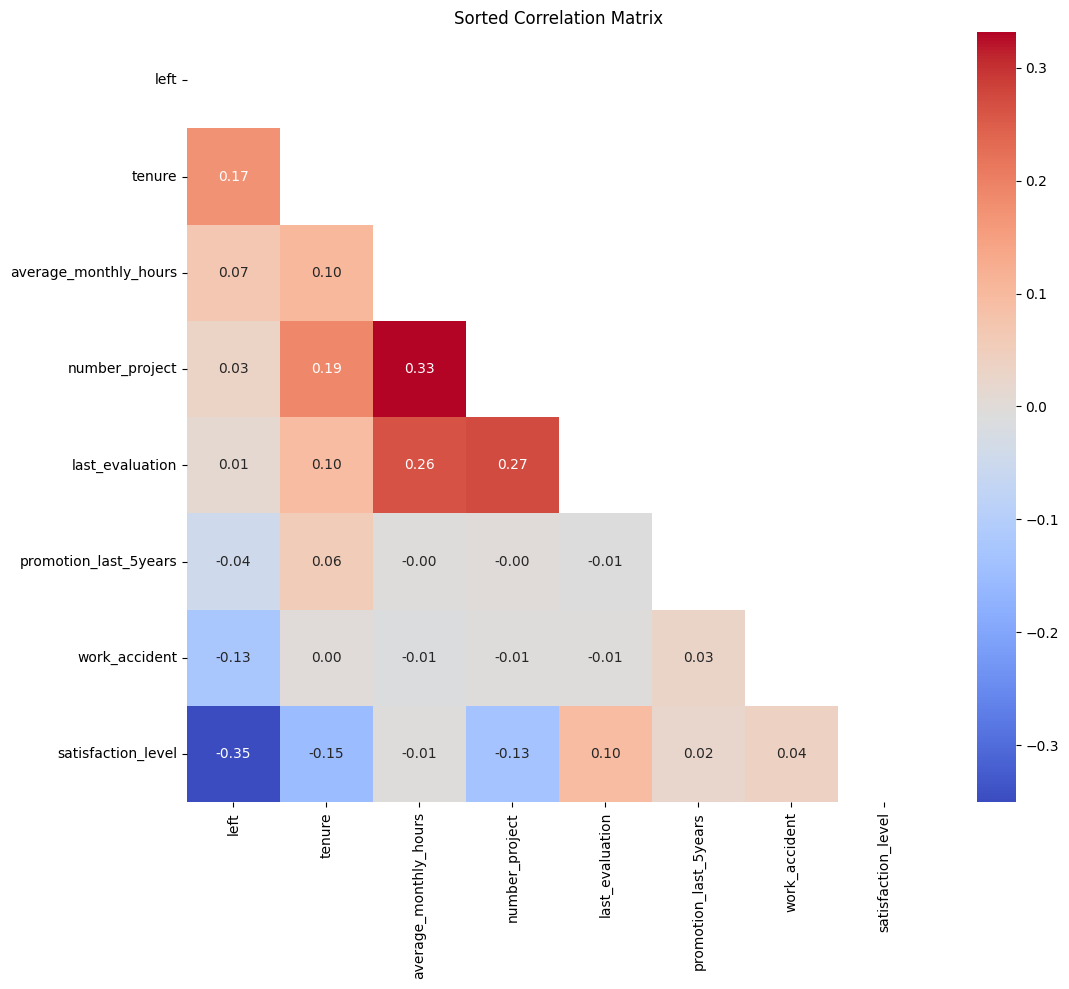 Sorted Correlation Matrix
left
tenure 0.17
average_monthly_hours 0.07 0.10
number_project 0.03 0.19 0.33
last_evaluation 0.01 0.10 0.26 0.27
promotion_last_5years -0.04 0.06 -0.00 -0.00 -0.01
work_accident -0.13 0.00 -0.01 -0.01 -0.01 0.03
satisfaction_level -0.35 -0.15 -0.01 -0.13 0.10 0.02 0.04
left
tenure
average_monthly_hours
number_project
last_evaluation
promotion_last_5years
work_accident
satisfaction_level
0.3
0.2
0.1
0.0
−0.1
−0.2
−0.3